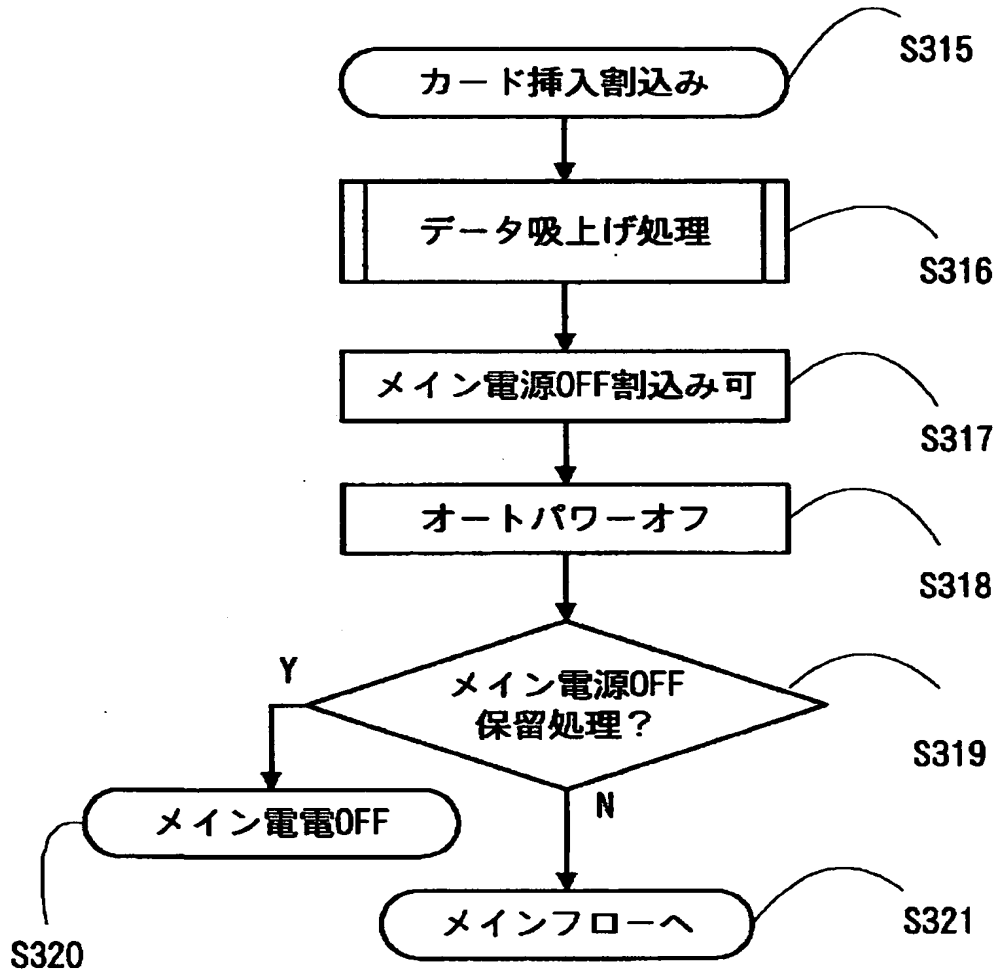 S315
カード挿入割込み
データ吸上げ処理
S316
メイン電源OFF割込み可
S317
オートパワーオフ
S318
Y
メイン電源OFF
保留処理？
S319
N
メイン電電OFF
S320
メインフローへ
S321